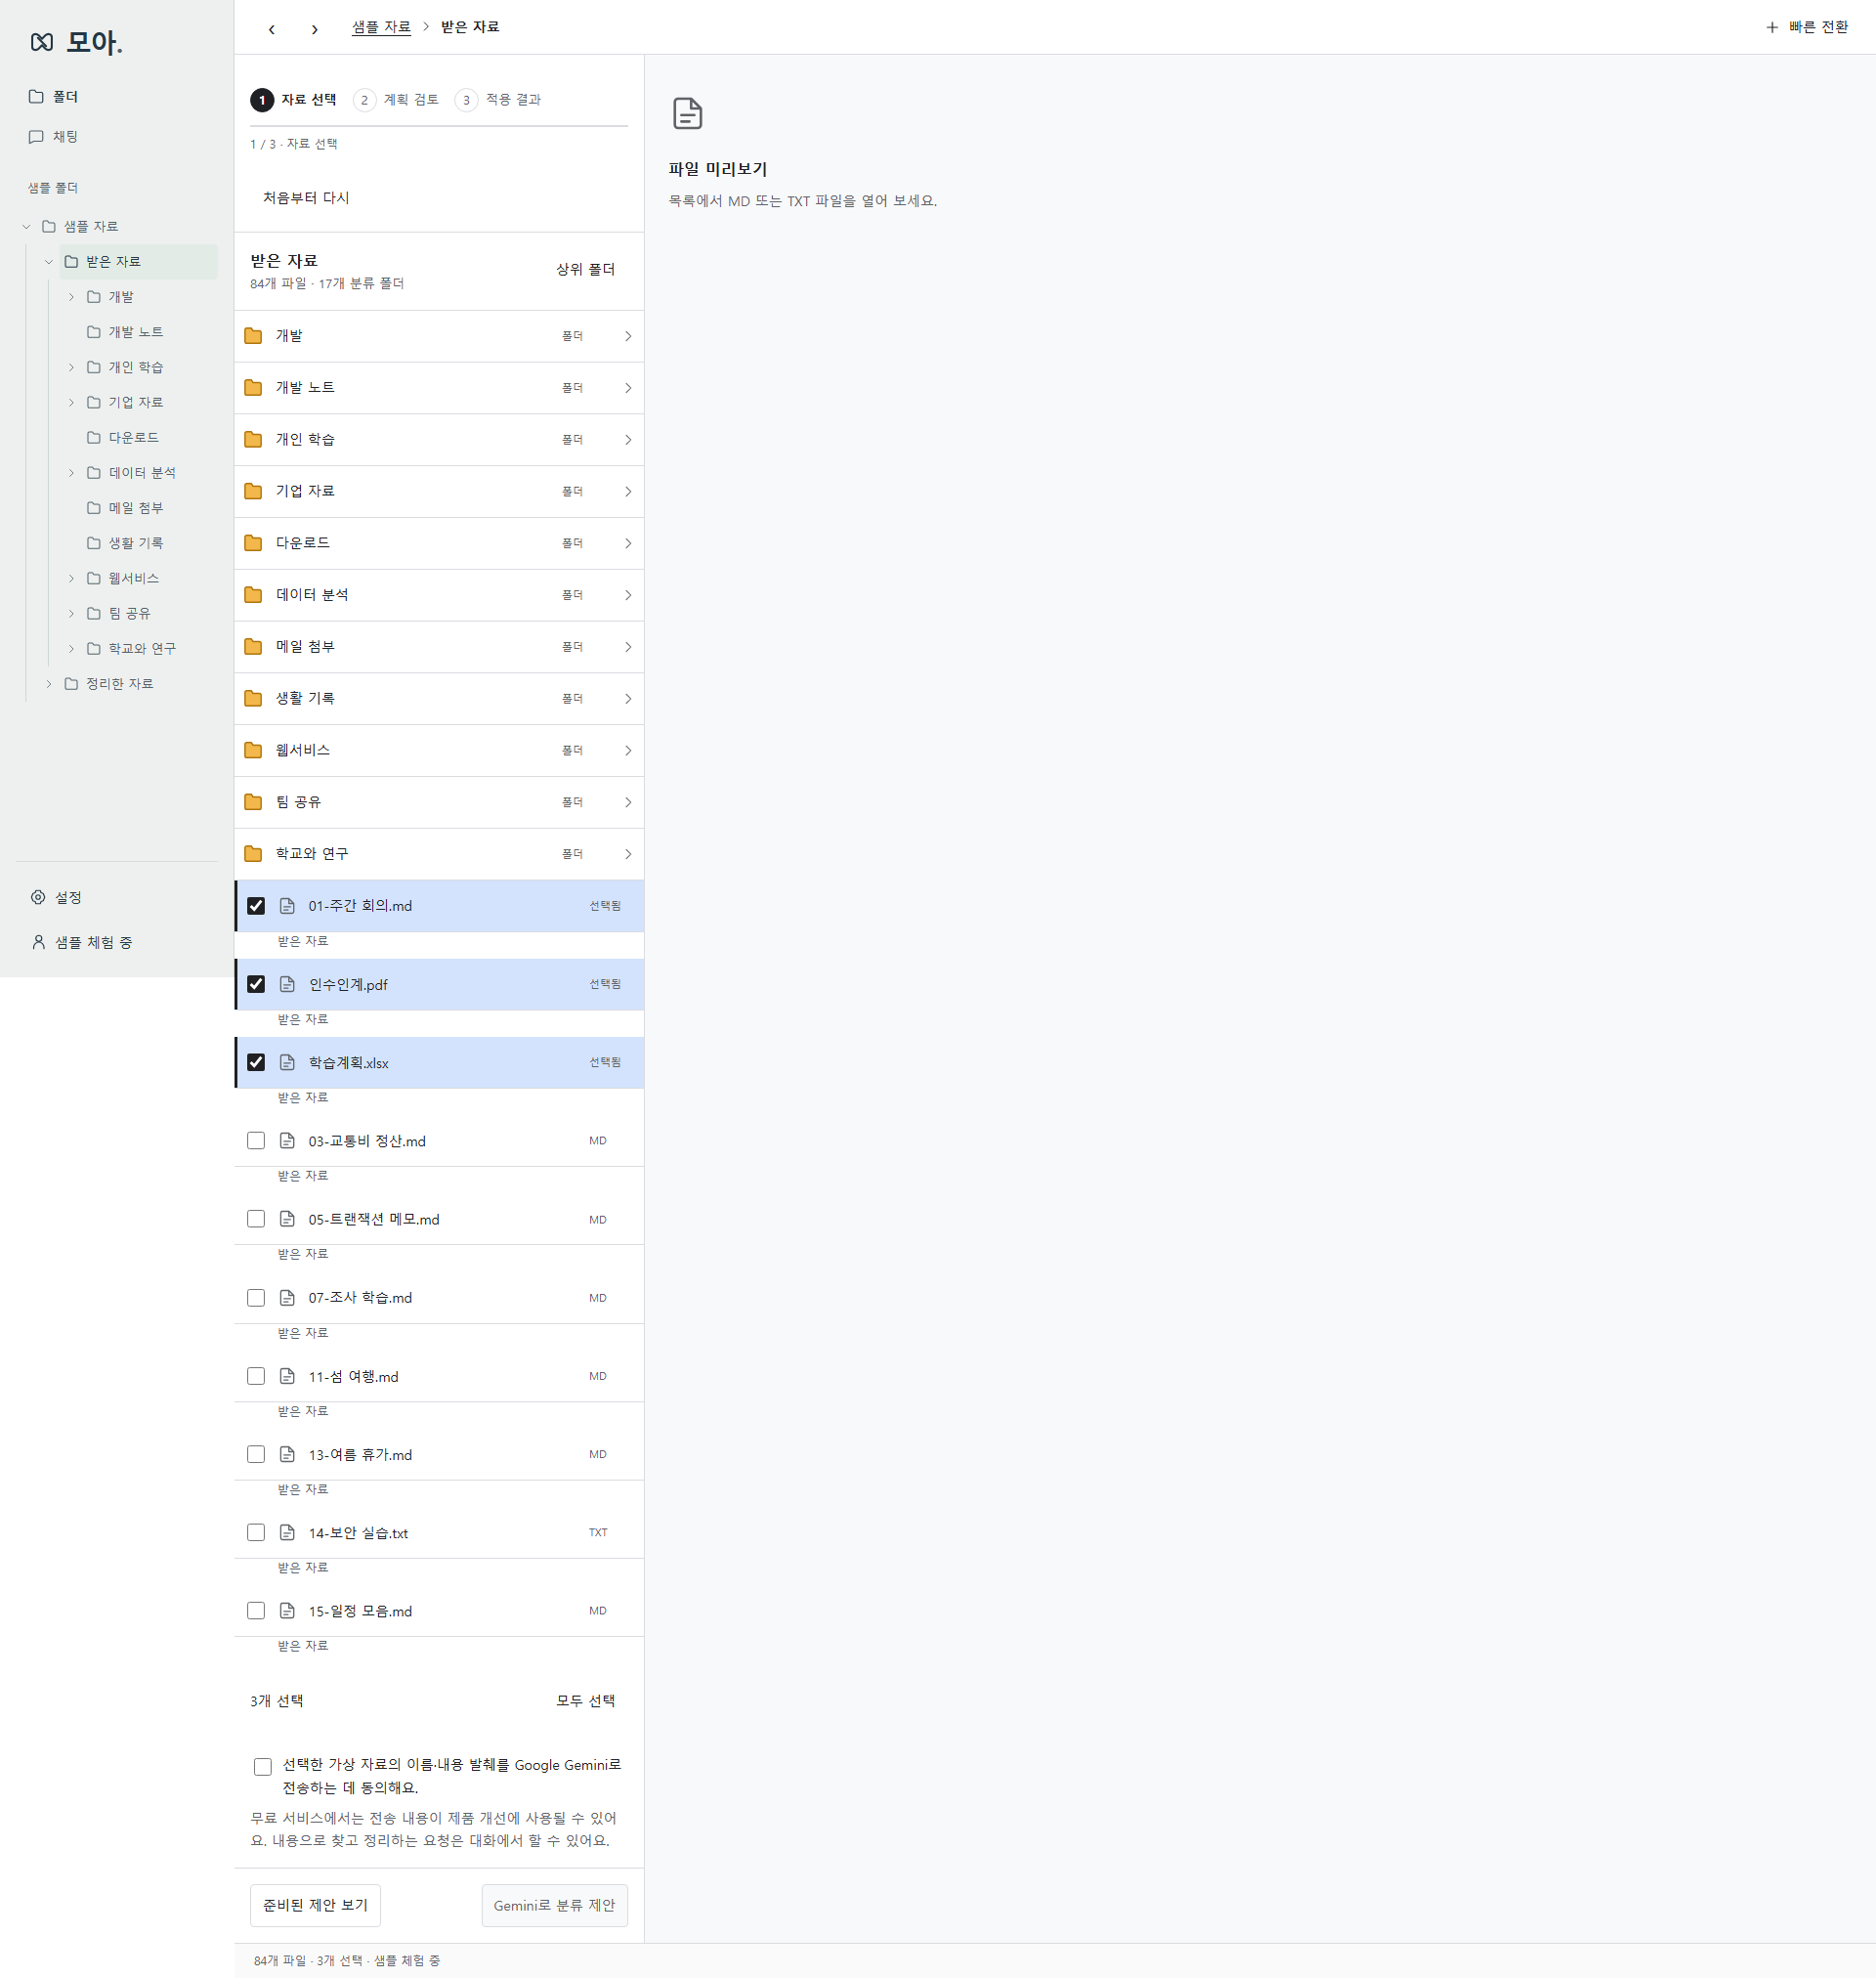 모아.
폴더
채팅
샘플 폴더
샘플 자료
받은 자료
개발
개발 노트
개인 학습
기업 자료
다운로드
데이터 분석
메일 첨부
생활 기록
웹서비스
팀 공유
학교와 연구
정리한 자료
설정
샘플 체험 중
샘플 자료 > 받은 자료
빠른 전환
1 자료 선택 2 계획 검토 3 적용 결과
1 / 3 · 자료 선택
처음부터 다시
받은 자료
84개 파일 · 17개 분류 폴더
상위 폴더
개발 폴더
개발 노트 폴더
개인 학습 폴더
기업 자료 폴더
다운로드 폴더
데이터 분석 폴더
메일 첨부 폴더
생활 기록 폴더
웹서비스 폴더
팀 공유 폴더
학교와 연구 폴더
01-주간 회의.md 선택됨
받은 자료
인수인계.pdf 선택됨
받은 자료
학습계획.xlsx 선택됨
받은 자료
03-교통비 정산.md MD
받은 자료
05-트랜잭션 메모.md MD
받은 자료
07-조사 학습.md MD
받은 자료
11-섬 여행.md MD
받은 자료
13-여름 휴가.md MD
받은 자료
14-보안 실습.txt TXT
받은 자료
15-일정 모음.md MD
받은 자료
3개 선택 모두 선택
선택한 가상 자료의 이름·내용 발췌를 Google Gemini로
전송하는 데 동의해요.
무료 서비스에서는 전송 내용이 제품 개선에 사용될 수 있어
요. 내용으로 찾고 정리하는 요청은 대화에서 할 수 있어요.
준비된 제안 보기 Gemini로 분류 제안
84개 파일 · 3개 선택 · 샘플 체험 중
파일 미리보기
목록에서 MD 또는 TXT 파일을 열어 보세요.